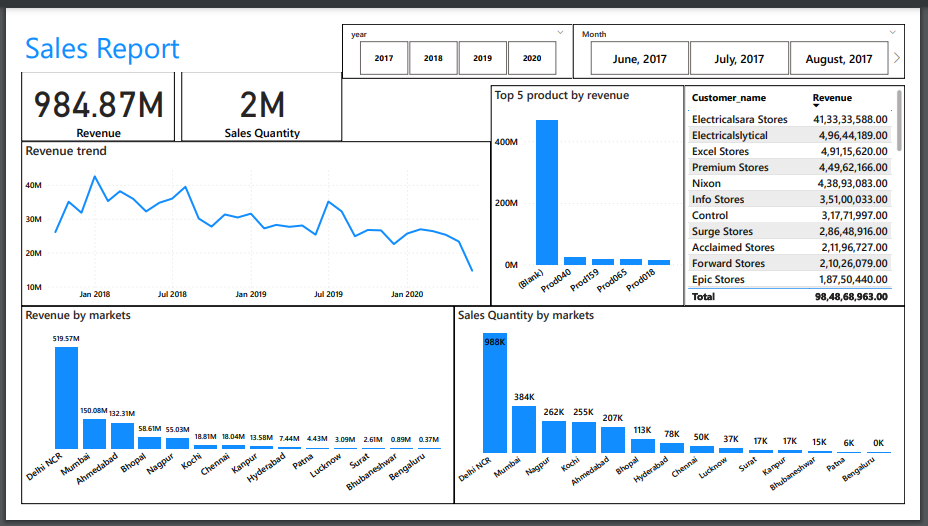 Sales Report
year
2017
2018
2019
2020
Month
June, 2017
July, 2017
August, 2017
984.87M
Revenue
2M
Sales Quantity
Revenue trend
40M
30M
20M
10M
Jan 2018
Jul 2018
Jan 2019
Jul 2019
Jan 2020
Top 5 product by revenue
400M
200M
0M
(Blank)
Prod040
Prod159
Prod065
Prod018
Customer_name Revenue
Electricalsara Stores 41,33,33,588.00
Electricalslytical 4,96,44,189.00
Excel Stores 4,91,15,620.00
Premium Stores 4,49,62,166.00
Nixon 4,38,93,083.00
Info Stores 3,51,00,033.00
Control 3,17,71,997.00
Surge Stores 2,86,48,916.00
Acclaimed Stores 2,11,96,727.00
Forward Stores 2,10,26,079.00
Epic Stores 1,87,50,440.00
Total 98,48,68,963.00
Revenue by markets
519.57M
150.08M
132.31M
58.61M
55.03M
18.81M
18.04M
13.58M
7.44M
4.43M
3.09M
2.61M
0.89M
0.37M
Delhi NCR
Mumbai
Ahmedabad
Bhopal
Nagpur
Kochi
Chennai
Kanpur
Hyderabad
Patna
Lucknow
Surat
Bhubaneshwar
Bengaluru
Sales Quantity by markets
988K
384K
262K
255K
207K
113K
78K
50K
37K
17K
17K
15K
6K
0K
Delhi NCR
Mumbai
Nagpur
Kochi
Ahmedabad
Bhopal
Hyderabad
Chennai
Lucknow
Surat
Kanpur
Bhubaneshwar
Patna
Bengaluru